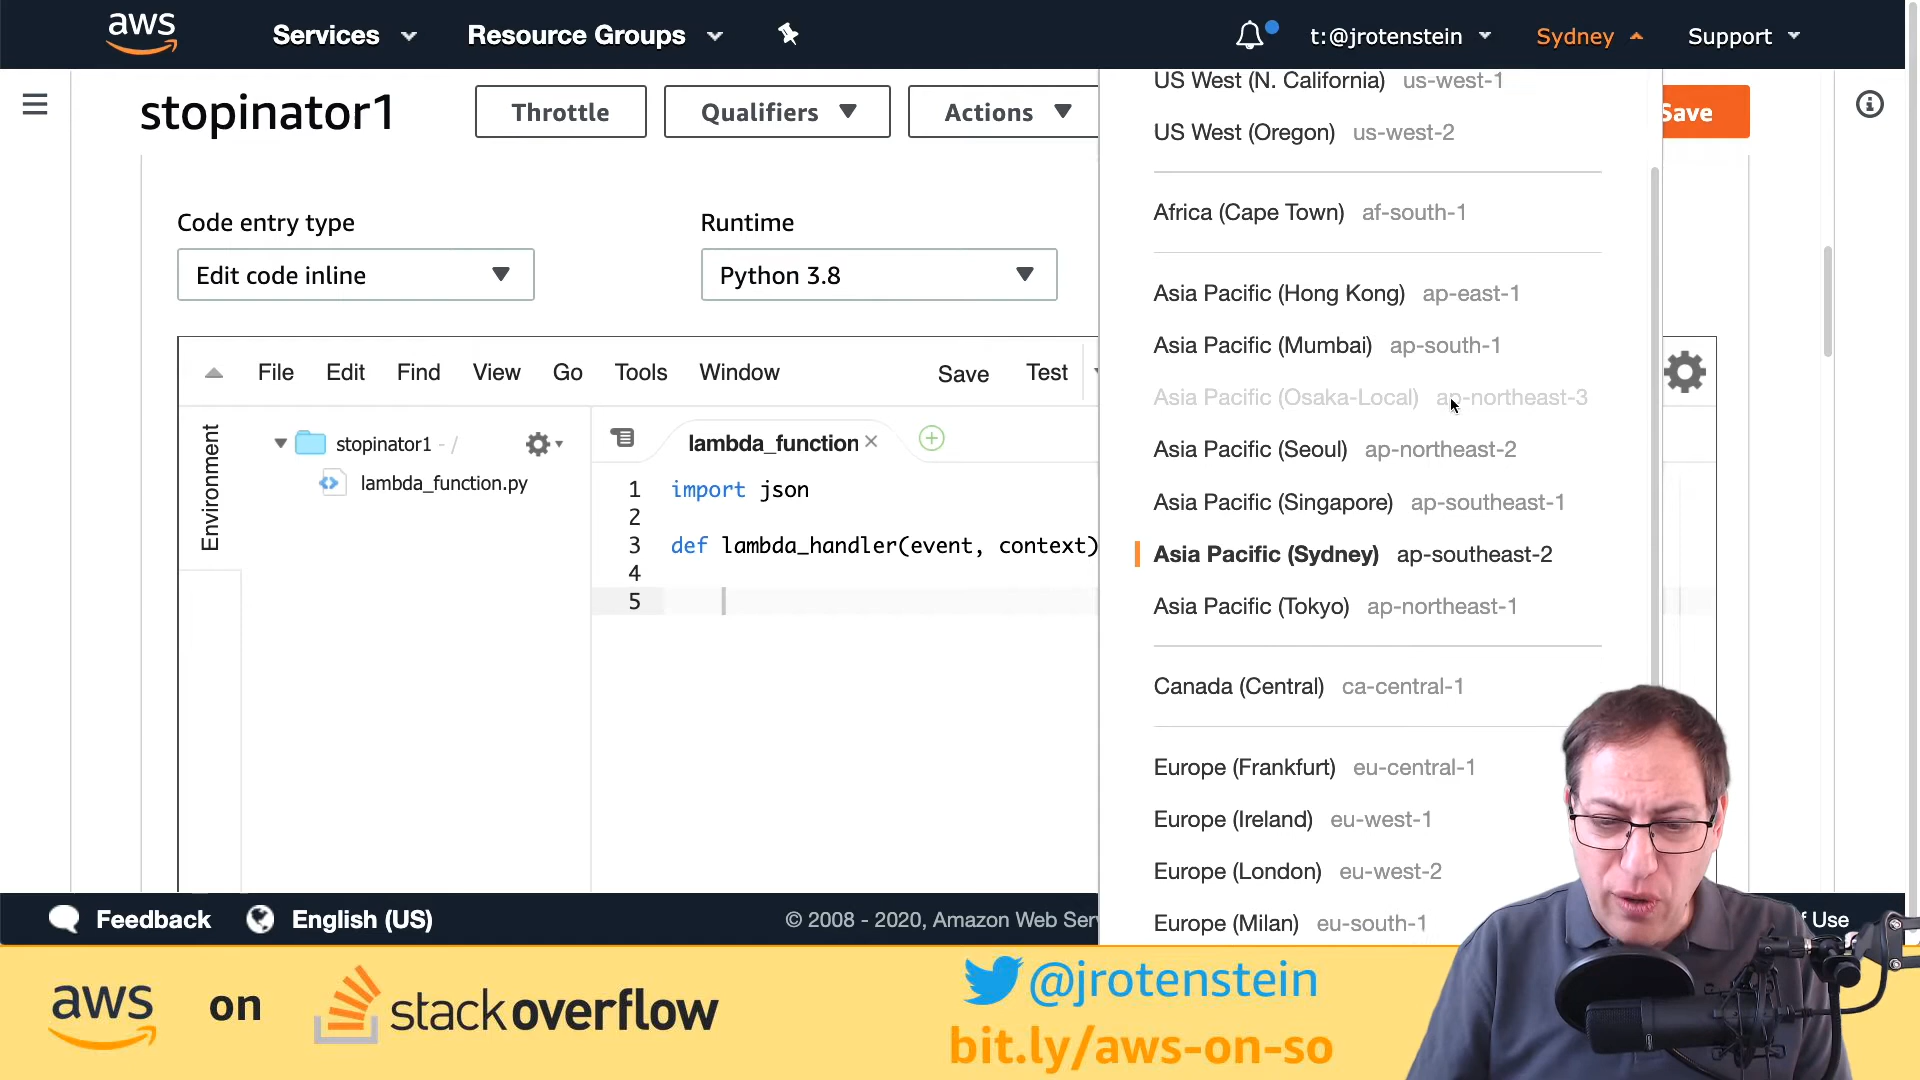 aws
Services
Resource Groups
t:@jrotenstein
Sydney
Support
stopinator1
Throttle
Qualifiers
Actions
Save
Code entry type
Edit code inline
Runtime
Python 3.8
File
Edit
Find
View
Go
Tools
Window
Save
Test
Environment
stopinator1 - /
lambda_function.py
lambda_function
1 import json
2
3 def lambda_handler(event, context)
4
5
US West (N. California) us-west-1
US West (Oregon) us-west-2
Africa (Cape Town) af-south-1
Asia Pacific (Hong Kong) ap-east-1
Asia Pacific (Mumbai) ap-south-1
Asia Pacific (Osaka-Local) ap-northeast-3
Asia Pacific (Seoul) ap-northeast-2
Asia Pacific (Singapore) ap-southeast-1
Asia Pacific (Sydney) ap-southeast-2
Asia Pacific (Tokyo) ap-northeast-1
Canada (Central) ca-central-1
Europe (Frankfurt) eu-central-1
Europe (Ireland) eu-west-1
Europe (London) eu-west-2
Europe (Milan) eu-south-1
Feedback
English (US)
© 2008 - 2020, Amazon Web Ser
f Use
aws on stackoverflow
@jrotenstein
bit.ly/aws-on-so